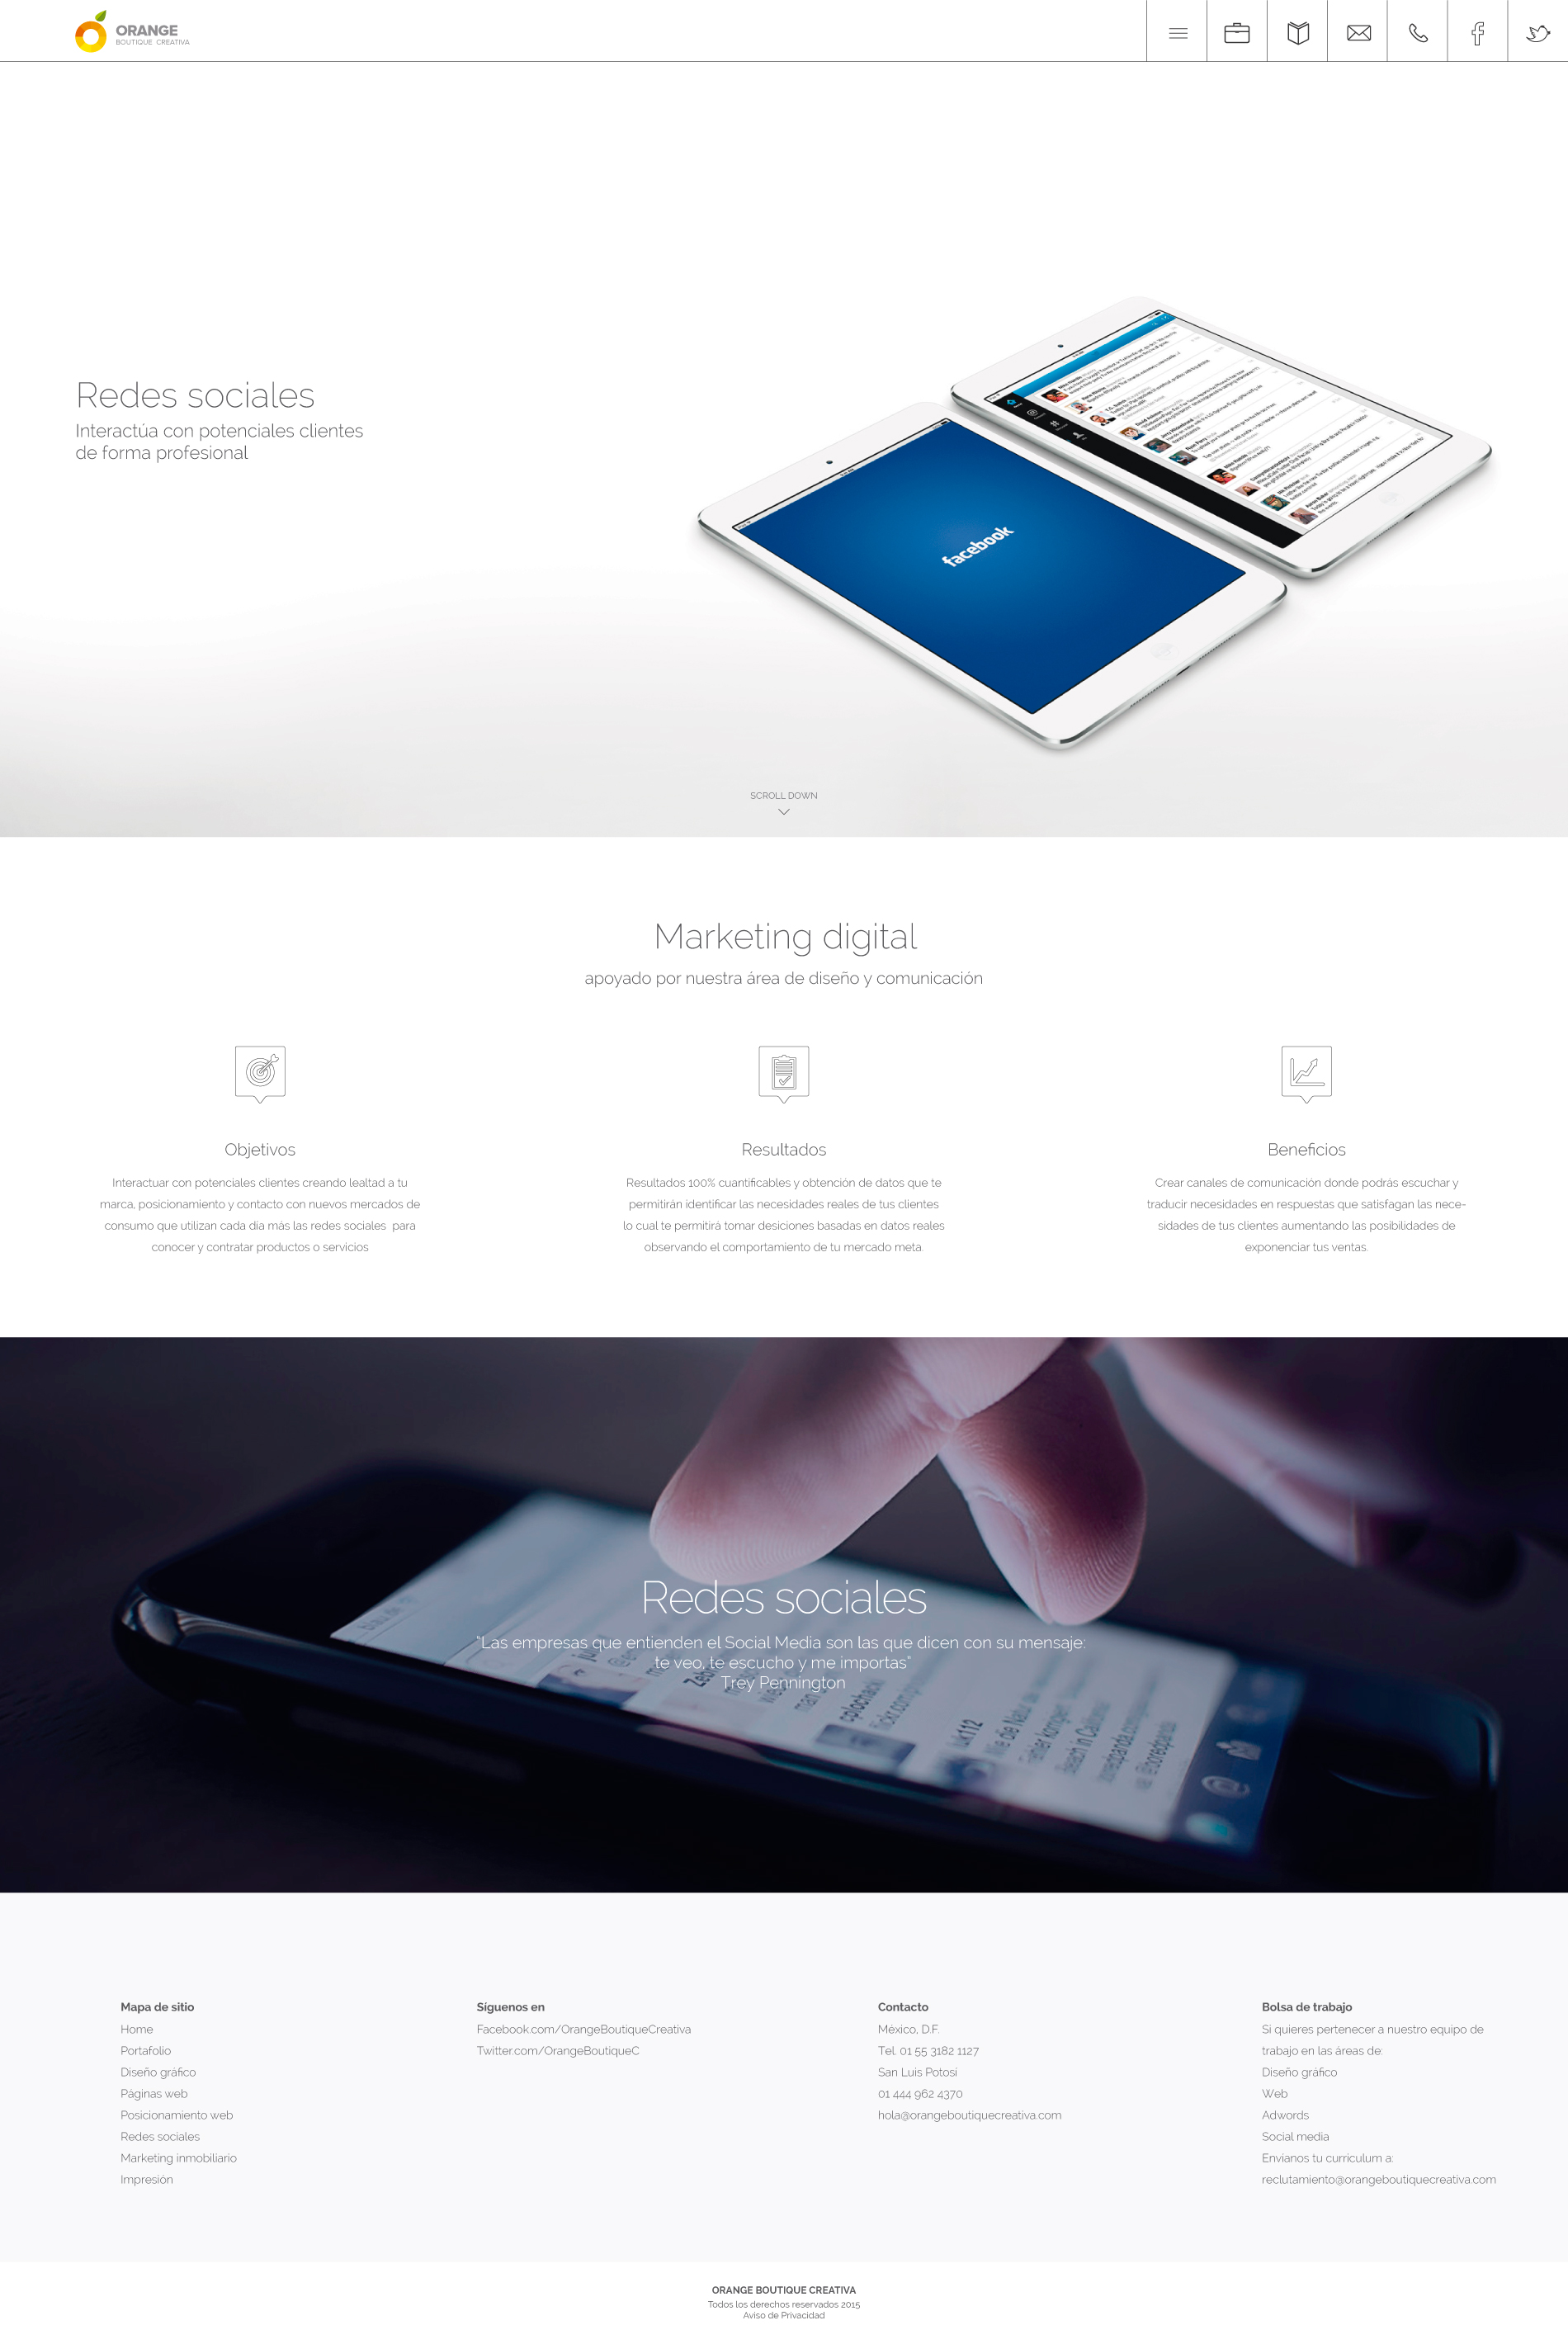 ORANGE
BOUTIQUE CREATIVA
Redes sociales
Interactúa con potenciales clientes
de forma profesional
facebook
SCROLL DOWN
Marketing digital
apoyado por nuestra área de diseño y comunicación
Objetivos
Interactuar con potenciales clientes creando lealtad a tu
marca, posicionamiento y contacto con nuevos mercados de
consumo que utilizan cada día más las redes sociales para
conocer y contratar productos o servicios
Resultados
Resultados 100% cuantificables y obtención de datos que te
permitirán identificar las necesidades reales de tus clientes
lo cual te permitirá tomar desiciones basadas en datos reales
observando el comportamiento de tu mercado meta.
Beneficios
Crear canales de comunicación donde podrás escuchar y
traducir necesidades en respuestas que satisfagan las nece-
sidades de tus clientes aumentando las posibilidades de
exponenciar tus ventas.
Redes sociales
"Las empresas que entienden el Social Media son las que dicen con su mensaje:
te veo, te escucho y me importas"
Trey Pennington
Mapa de sitio
Home
Portafolio
Diseño gráfico
Páginas web
Posicionamiento web
Redes sociales
Marketing inmobiliario
Impresión
Síguenos en
Facebook.com/OrangeBoutiqueCreativa
Twitter.com/OrangeBoutiqueC
Contacto
México, D.F.
Tel. 01 55 3182 1127
San Luis Potosí
01 444 962 4370
hola@orangeboutiquecreativa.com
Bolsa de trabajo
Si quieres pertenecer a nuestro equipo de
trabajo en las áreas de:
Diseño gráfico
Web
Adwords
Social media
Envíanos tu curriculum a:
reclutamiento@orangeboutiquecreativa.com
ORANGE BOUTIQUE CREATIVA
Todos los derechos reservados 2015
Aviso de Privacidad